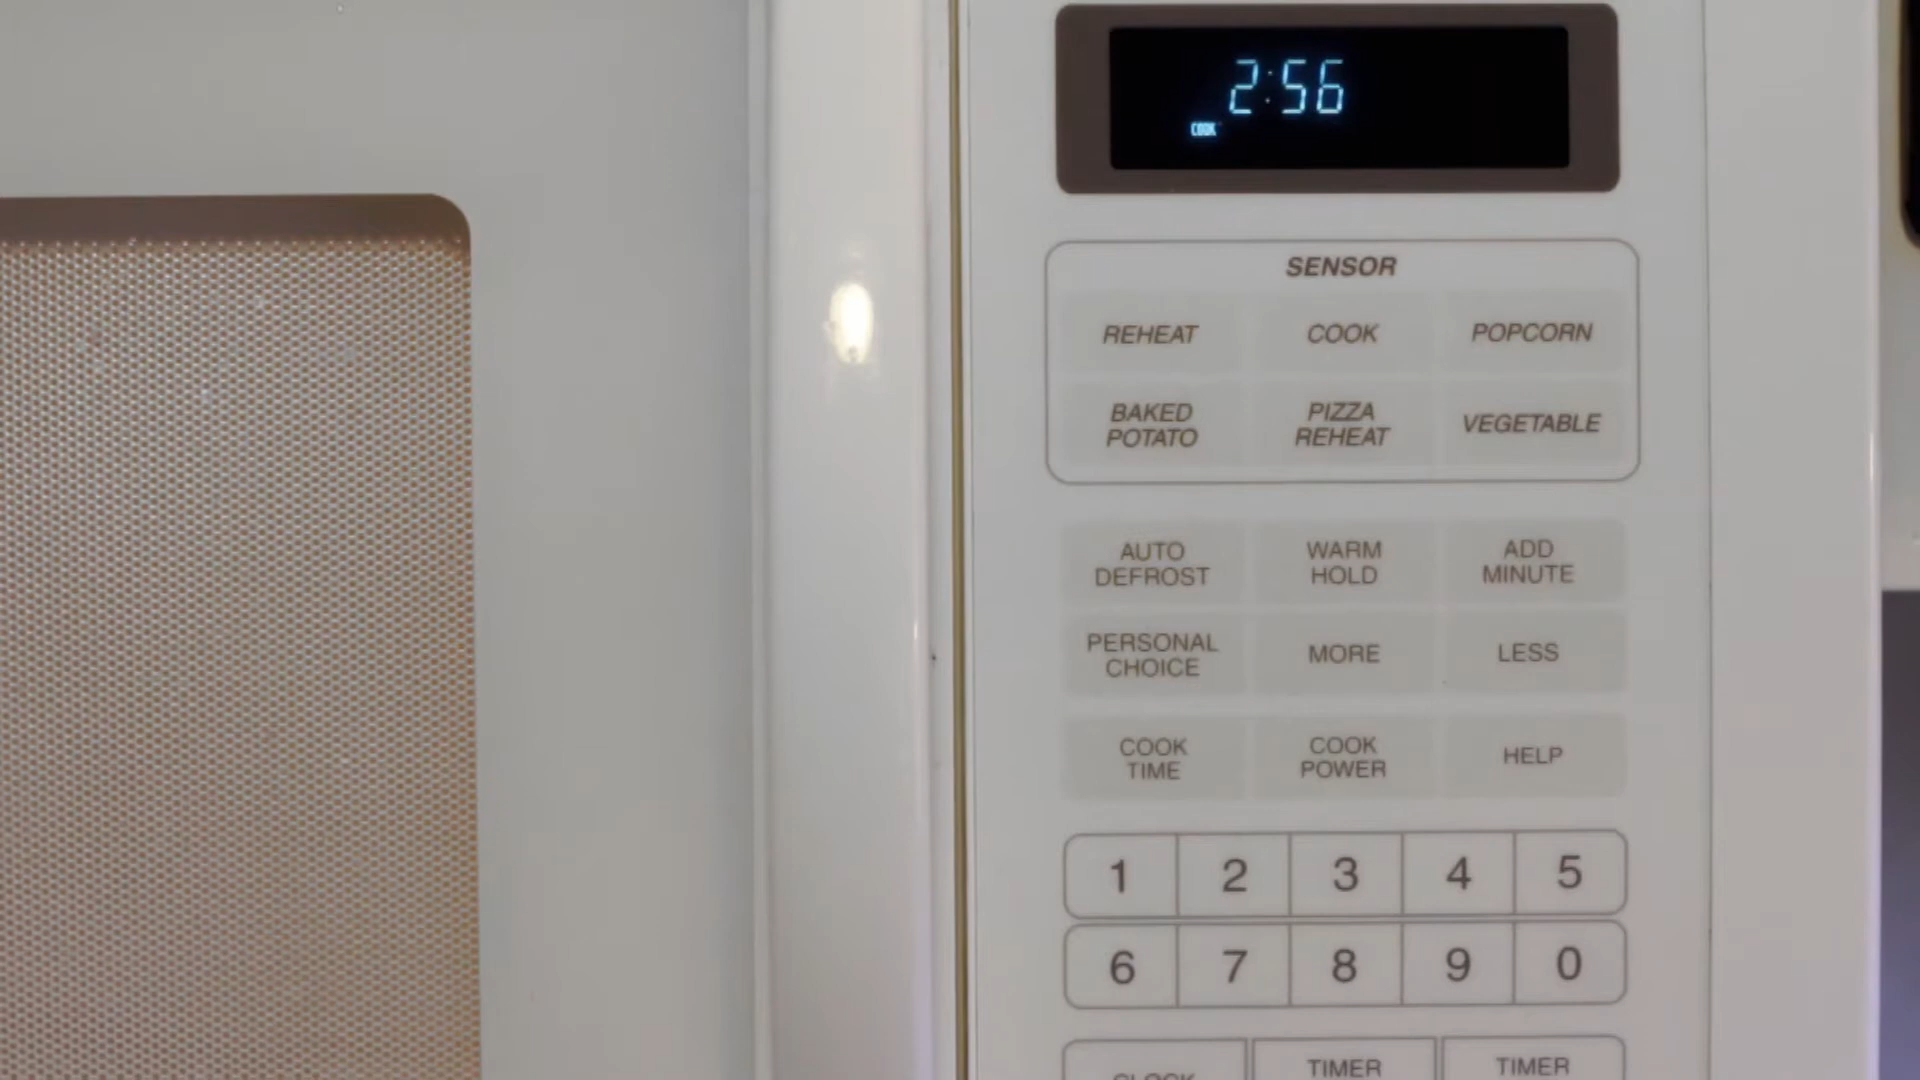 2:56
COOK
SENSOR
REHEAT
COOK
POPCORN
BAKED
POTATO
PIZZA
REHEAT
VEGETABLE
AUTO
DEFROST
WARM
HOLD
ADD
MINUTE
PERSONAL
CHOICE
MORE
LESS
COOK
TIME
COOK
POWER
HELP
1 2 3 4 5
6 7 8 9 0
CLOCK
TIMER
TIMER